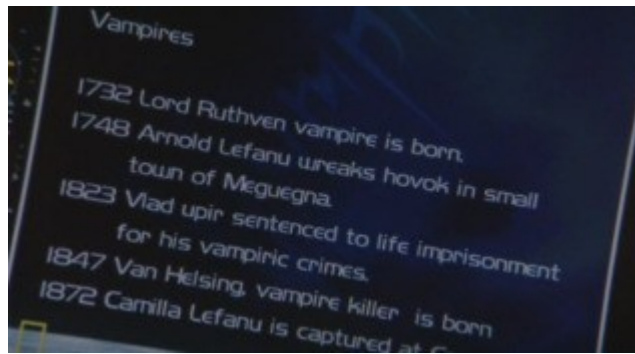 Vampires
1732 Lord Ruthven vampire is born.
1748 Arnold Lefanu wreaks hovok in small
town of Meguegna.
1823 Vlad upir sentenced to life imprisonment
for his vampiric crimes.
1847 Van Helsing, vampire killer is born
1872 Camilla Lefanu is captured at